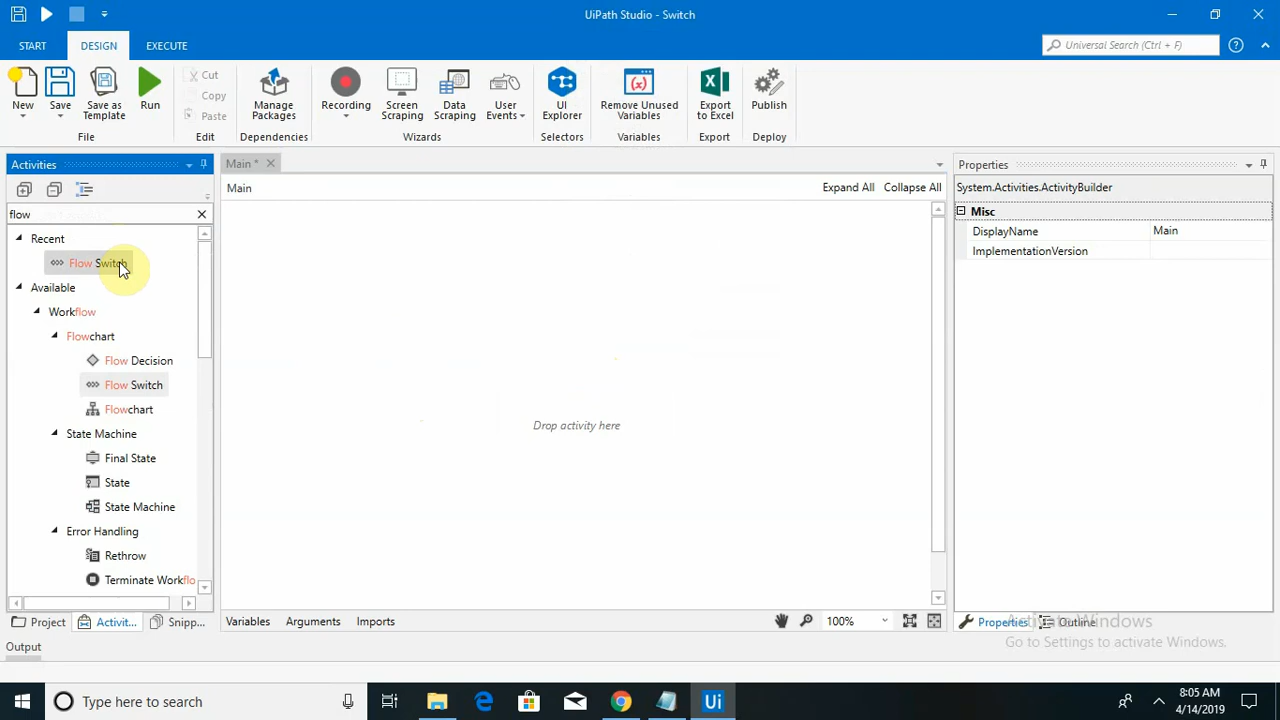 UiPath Studio - Switch
START DESIGN EXECUTE
Universal Search (Ctrl + F)
New
Save
Save as Template
Run
Cut
Copy
Paste
Manage Packages
Recording
Screen Scraping
Data Scraping
User Events
UI Explorer
Remove Unused Variables
Export to Excel
Publish
File
Edit
Dependencies
Wizards
Selectors
Variables
Export
Deploy
Activities
flow
Recent
Flow Switch
Available
Workflow
Flowchart
Flow Decision
Flow Switch
Flowchart
State Machine
Final State
State
State Machine
Error Handling
Rethrow
Terminate Workflo
Project
Activit...
Snipp...
Main *
Main
Expand All Collapse All
Drop activity here
Variables Arguments Imports
100%
Properties
System.Activities.ActivityBuilder
Misc
DisplayName Main
ImplementationVersion
Properties
Outline
Activate Windows
Go to Settings to activate Windows.
Output
Type here to search
Ui
8:05 AM
4/14/2019